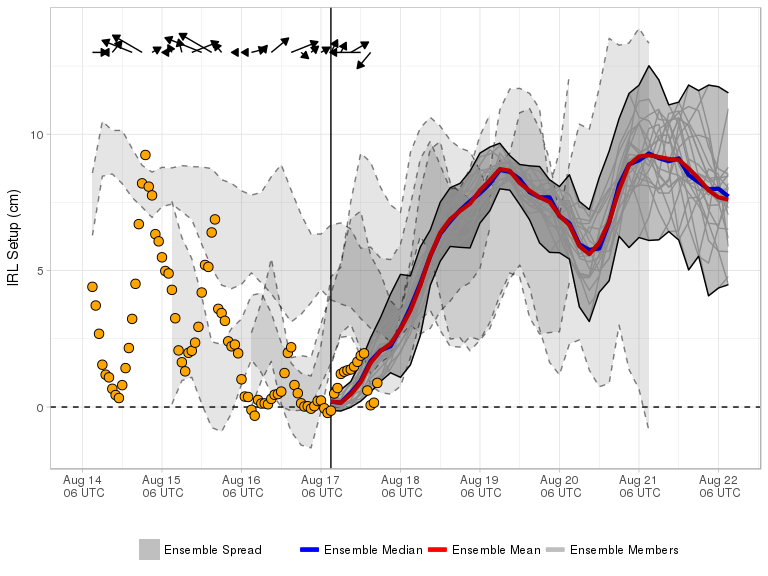 IRL Setup (cm)
10
5
0
Aug 14 Aug 15 Aug 16 Aug 17 Aug 18 Aug 19 Aug 20 Aug 21 Aug 22
06 UTC 06 UTC 06 UTC 06 UTC 06 UTC 06 UTC 06 UTC 06 UTC 06 UTC
Ensemble Spread Ensemble Median Ensemble Mean Ensemble Members